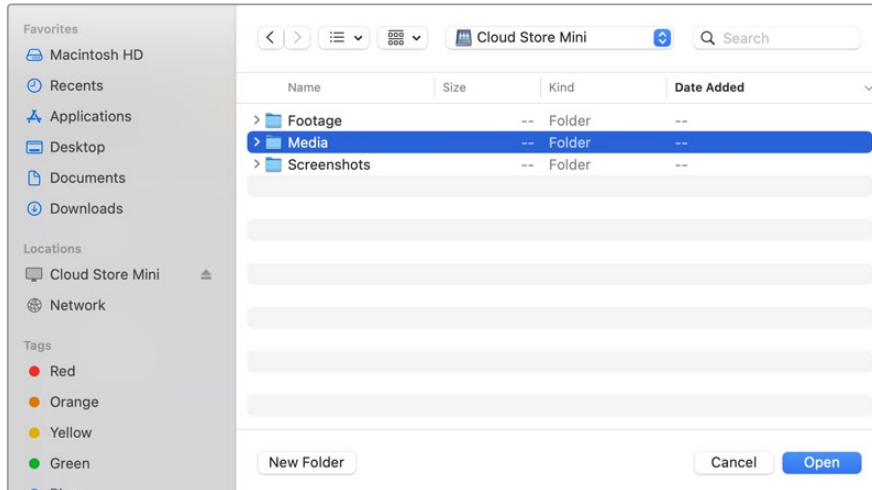 Favorites
Macintosh HD
Recents
Applications
Desktop
Documents
Downloads
Locations
Cloud Store Mini
Network
Tags
Red
Orange
Yellow
Green
Cloud Store Mini
Search
Name Size Kind Date Added
Footage -- Folder --
Media -- Folder --
Screenshots -- Folder --
New Folder Cancel Open